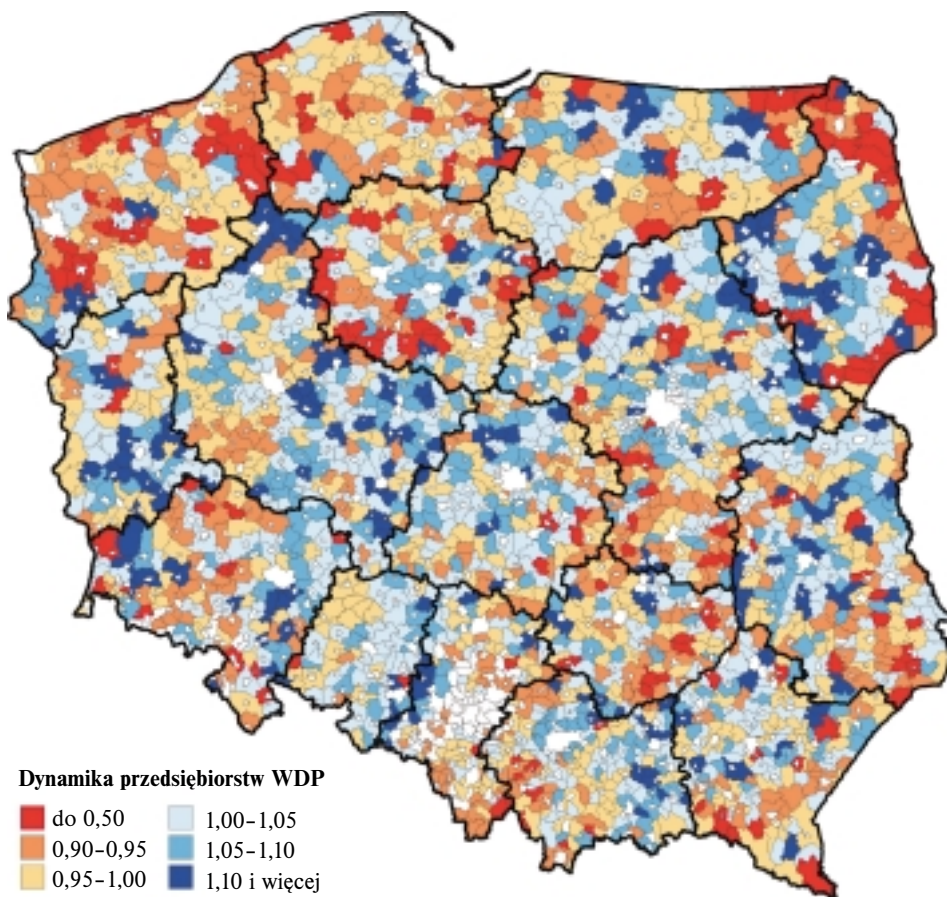 Dynamika przedsiębiorstw WDP
do 0,50
0,90–0,95
0,95–1,00
1,00–1,05
1,05–1,10
1,10 i więcej